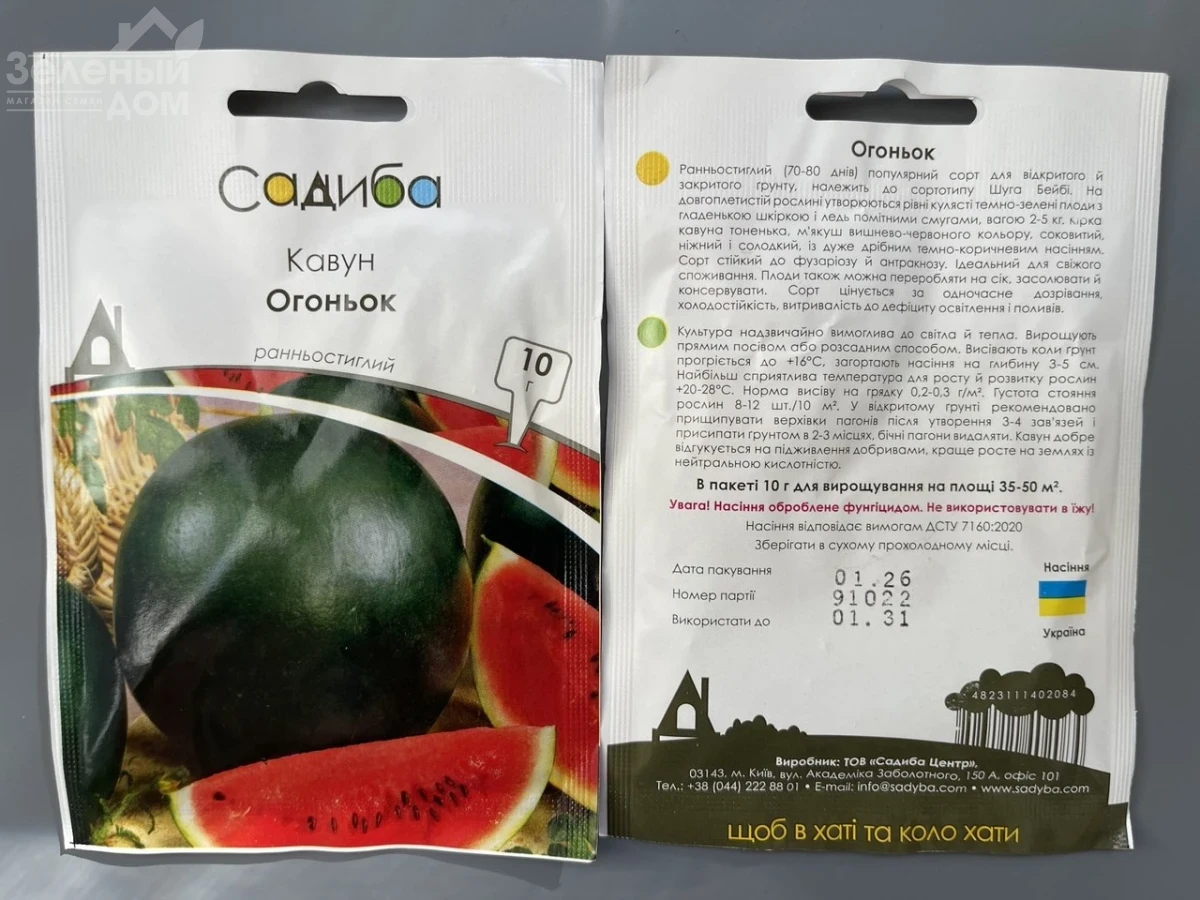 Зеленый
МАГАЗИН СЕМЯН
ДОМ
Садиба
Кавун
Огоньок
ранньостиглий
10
г
Огоньок
Ранньостиглий (70-80 днів) популярний сорт для відкритого й
закритого ґрунту, належить до сортотипу Шуга Бейбі. На
довгоплетистій рослині утворюються рівні кулясті темно-зелені плоди з
гладенькою шкіркою і ледь помітними смугами, вагою 2-5 кг. Кірка
кавуна тоненька, м'якуш вишнево-червоного кольору, соковитий,
ніжний і солодкий, із дуже дрібним темно-коричневим насінням.
Сорт стійкий до фузаріозу й антракнозу. Ідеальний для свіжого
споживання. Плоди також можна переробляти на сік, засолювати й
консервувати. Сорт цінується за одночасне дозрівання,
холодостійкість, витривалість до дефіциту освітлення і поливів.
Культура надзвичайно вимоглива до світла й тепла. Вирощують
прямим посівом або розсадним способом. Висівають коли ґрунт
прогріється до +16°С, загортають насіння на глибину 3-5 см.
Найбільш сприятлива температура для росту й розвитку рослин
+20-28°С. Норма висіву на грядку 0,2-0,3 г/м². Густота стояння
рослин 8-12 шт./10 м². У відкритому ґрунті рекомендовано
прищипувати верхівки пагонів після утворення 3-4 зав'язей і
присипати ґрунтом в 2-3 місцях, бічні пагони видаляти. Кавун добре
відгукується на підживлення добривами, краще росте на землях із
нейтральною кислотністю.
В пакеті 10 г для вирощування на площі 35-50 м².
Увага! Насіння оброблене фунгіцидом. Не використовувати в їжу!
Насіння відповідає вимогам ДСТУ 7160:2020
Зберігати в сухому прохолодному місці.
Дата пакування 01.26
Номер партії 91022
Використати до 01.31
Насіння
Україна
4823111402084
Виробник: ТОВ «Садиба Центр»,
03143, м. Київ, вул. Академіка Заболотного, 150 А, офіс 101
Тел.: +38 (044) 222 88 01 • E-mail: info@sadyba.com • www.sadyba.com
щоб в хаті та коло хати